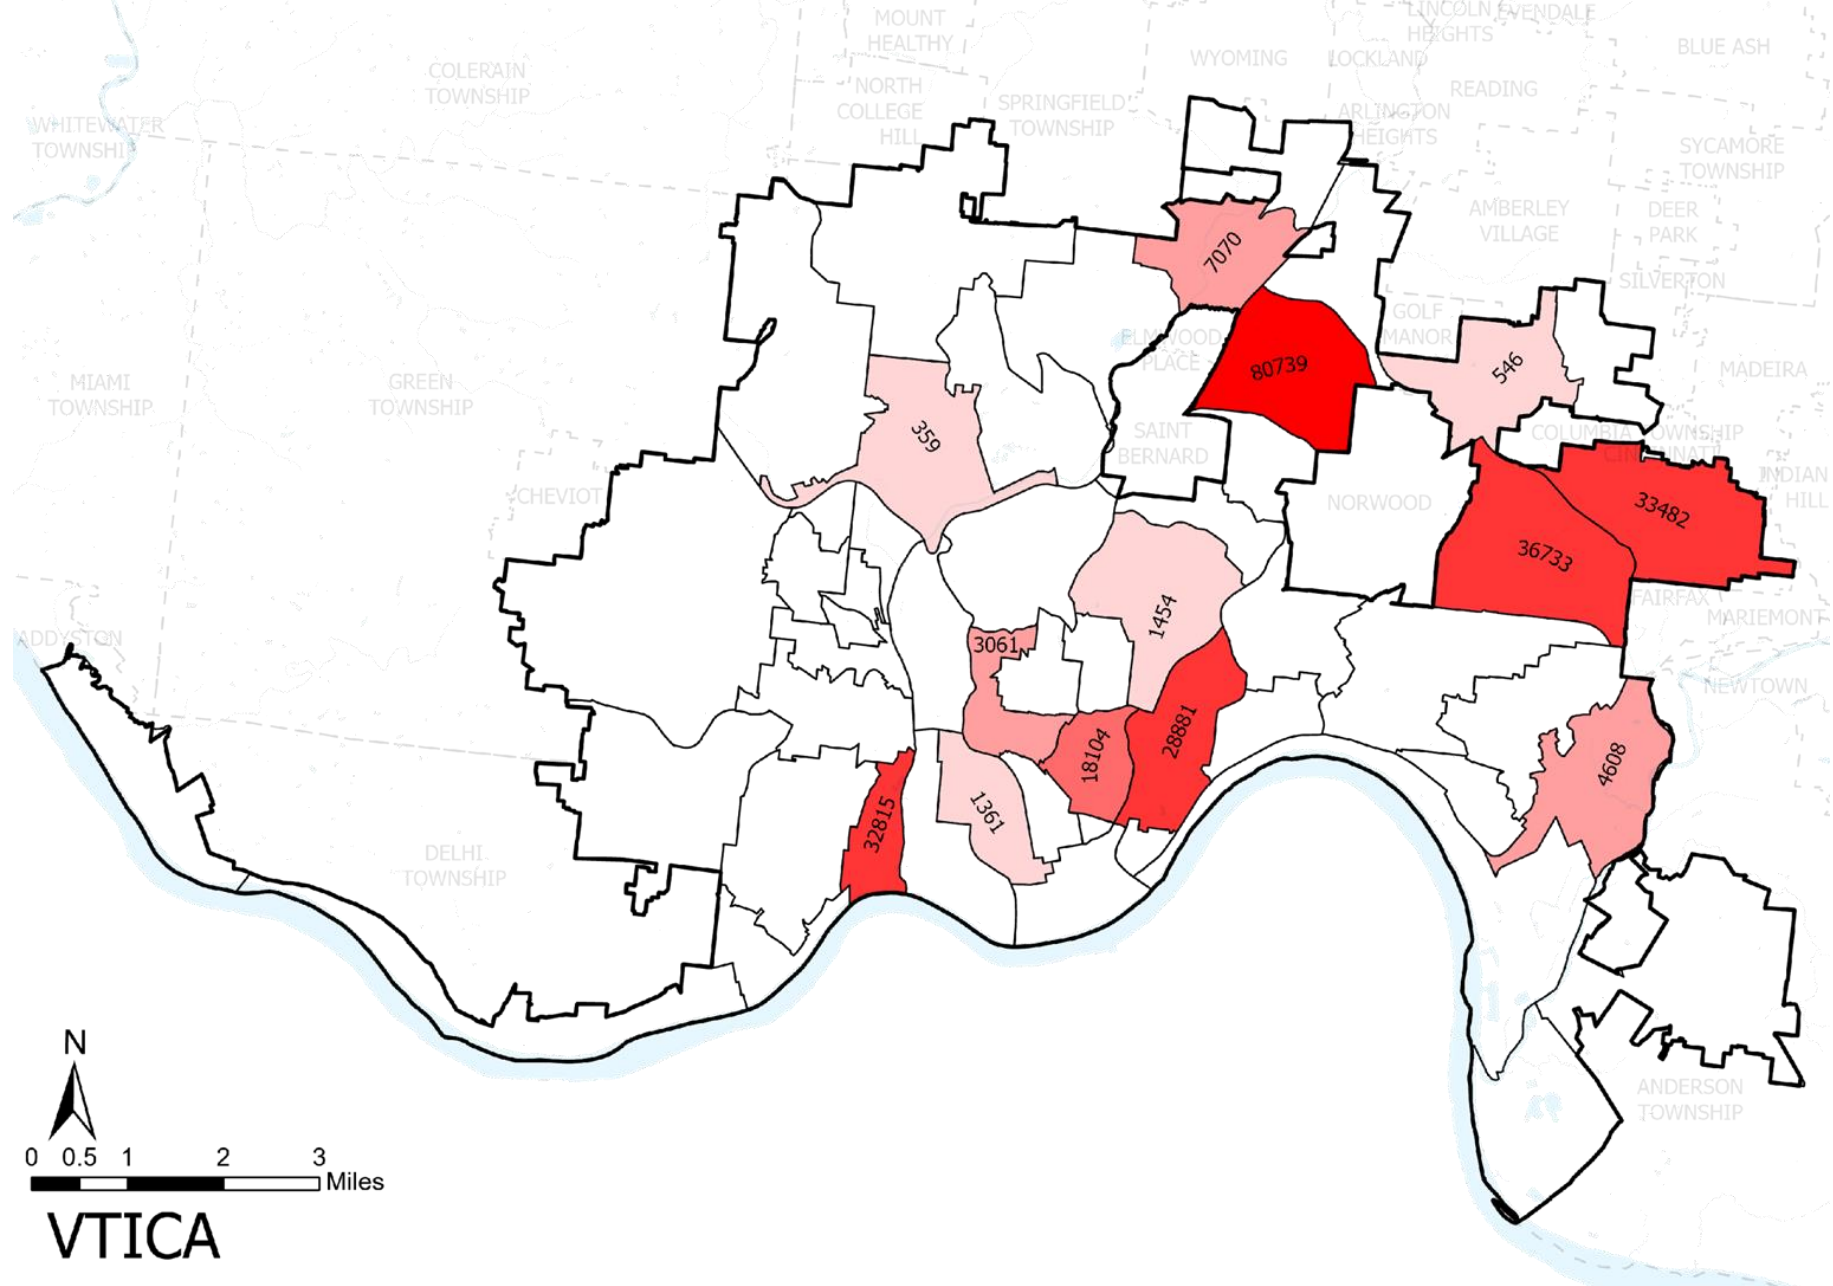 LINCOLN
HEIGHTS
EVENDALE
MOUNT
HEALTHY
BLUE ASH
WYOMING
LOCKLAND
COLERAIN
TOWNSHIP
NORTH
COLLEGE
HILL
READING
SPRINGFIELD
TOWNSHIP
ARLINGTON
HEIGHTS
WHITEWATER
TOWNSHIP
SYCAMORE
TOWNSHIP
AMBERLEY
VILLAGE
DEER
PARK
7070
SILVERTON
GOLF
MANOR
ELMWOOD
PLACE
80739
546
MADEIRA
MIAMI
TOWNSHIP
GREEN
TOWNSHIP
359
SAINT
BERNARD
COLUMBIA TOWNSHIP
CINCINNATI
INDIAN
HILL
CHEVIOT
NORWOOD
33482
36733
FAIRFAX
MARIEMONT
1454
ADDYSTON
3061
NEWTOWN
28881
18104
4608
1361
32815
DELHI
TOWNSHIP
ANDERSON
TOWNSHIP
N
0 0.5 1 2 3
Miles
VTICA